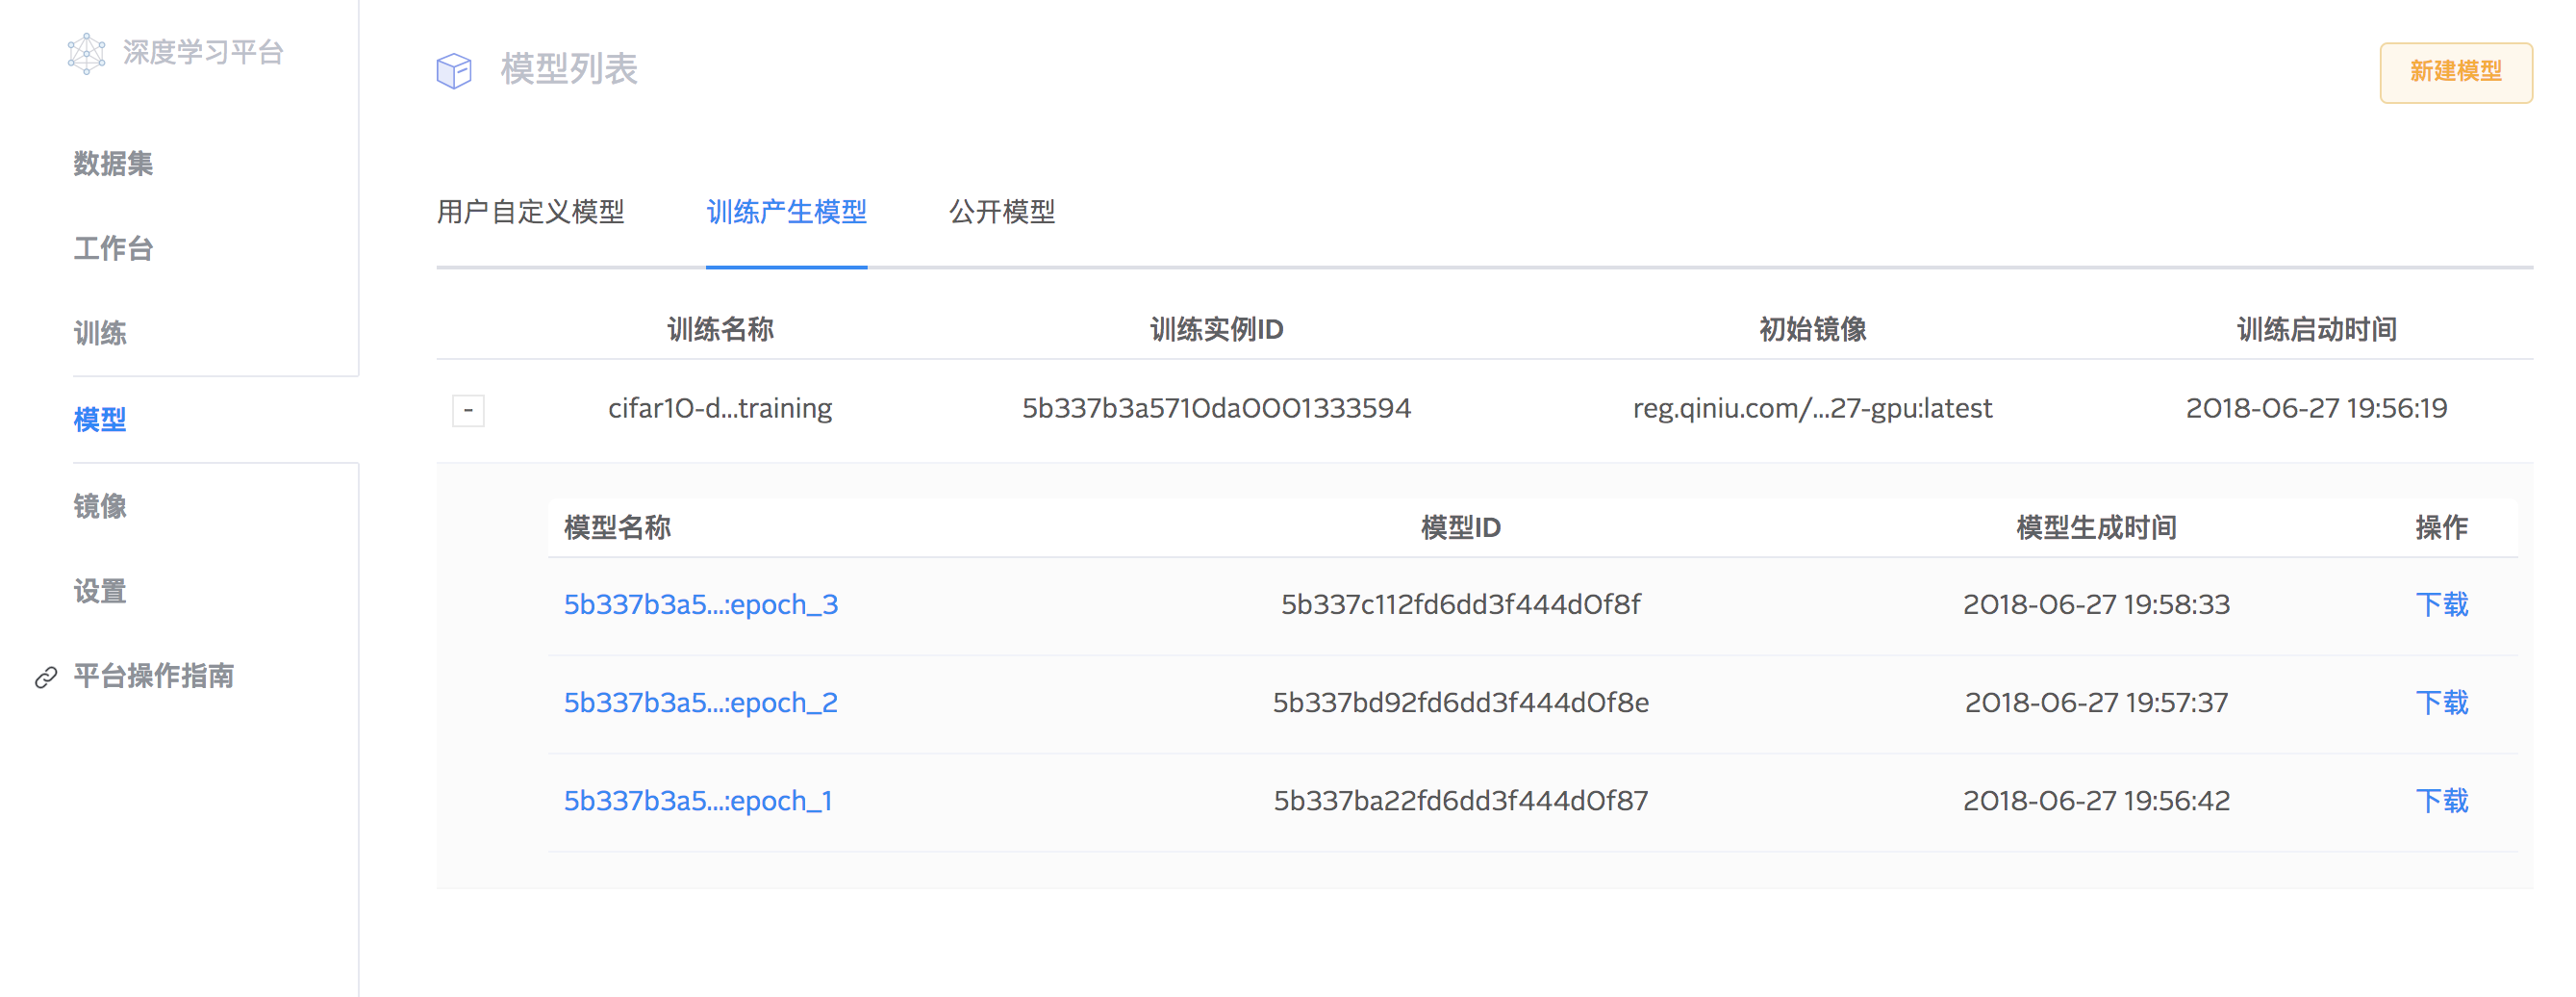 深度学习平台
数据集
工作台
训练
模型
镜像
设置
平台操作指南
模型列表
新建模型
用户自定义模型 训练产生模型 公开模型
训练名称 训练实例ID 初始镜像 训练启动时间
- cifar10-d...training 5b337b3a5710da0001333594 reg.qiniu.com/...27-gpu:latest 2018-06-27 19:56:19
模型名称 模型ID 模型生成时间 操作
5b337b3a5...:epoch_3 5b337c112fd6dd3f444d0f8f 2018-06-27 19:58:33 下载
5b337b3a5...:epoch_2 5b337bd92fd6dd3f444d0f8e 2018-06-27 19:57:37 下载
5b337b3a5...:epoch_1 5b337ba22fd6dd3f444d0f87 2018-06-27 19:56:42 下载